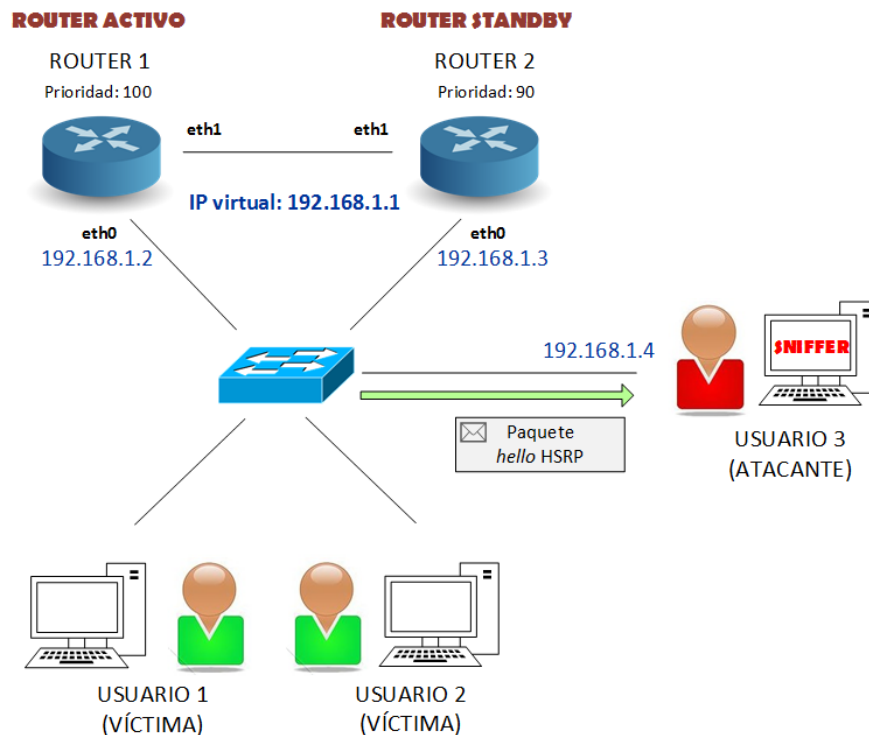 ROUTER ACTIVO
ROUTER STANDBY
ROUTER 1
ROUTER 2
Prioridad: 100
Prioridad: 90
eth1
eth1
IP virtual: 192.168.1.1
eth0
eth0
192.168.1.2
192.168.1.3
192.168.1.4
SNIFFER
Paquete
hello HSRP
USUARIO 3
(ATACANTE)
USUARIO 1
(VÍCTIMA)
USUARIO 2
(VÍCTIMA)